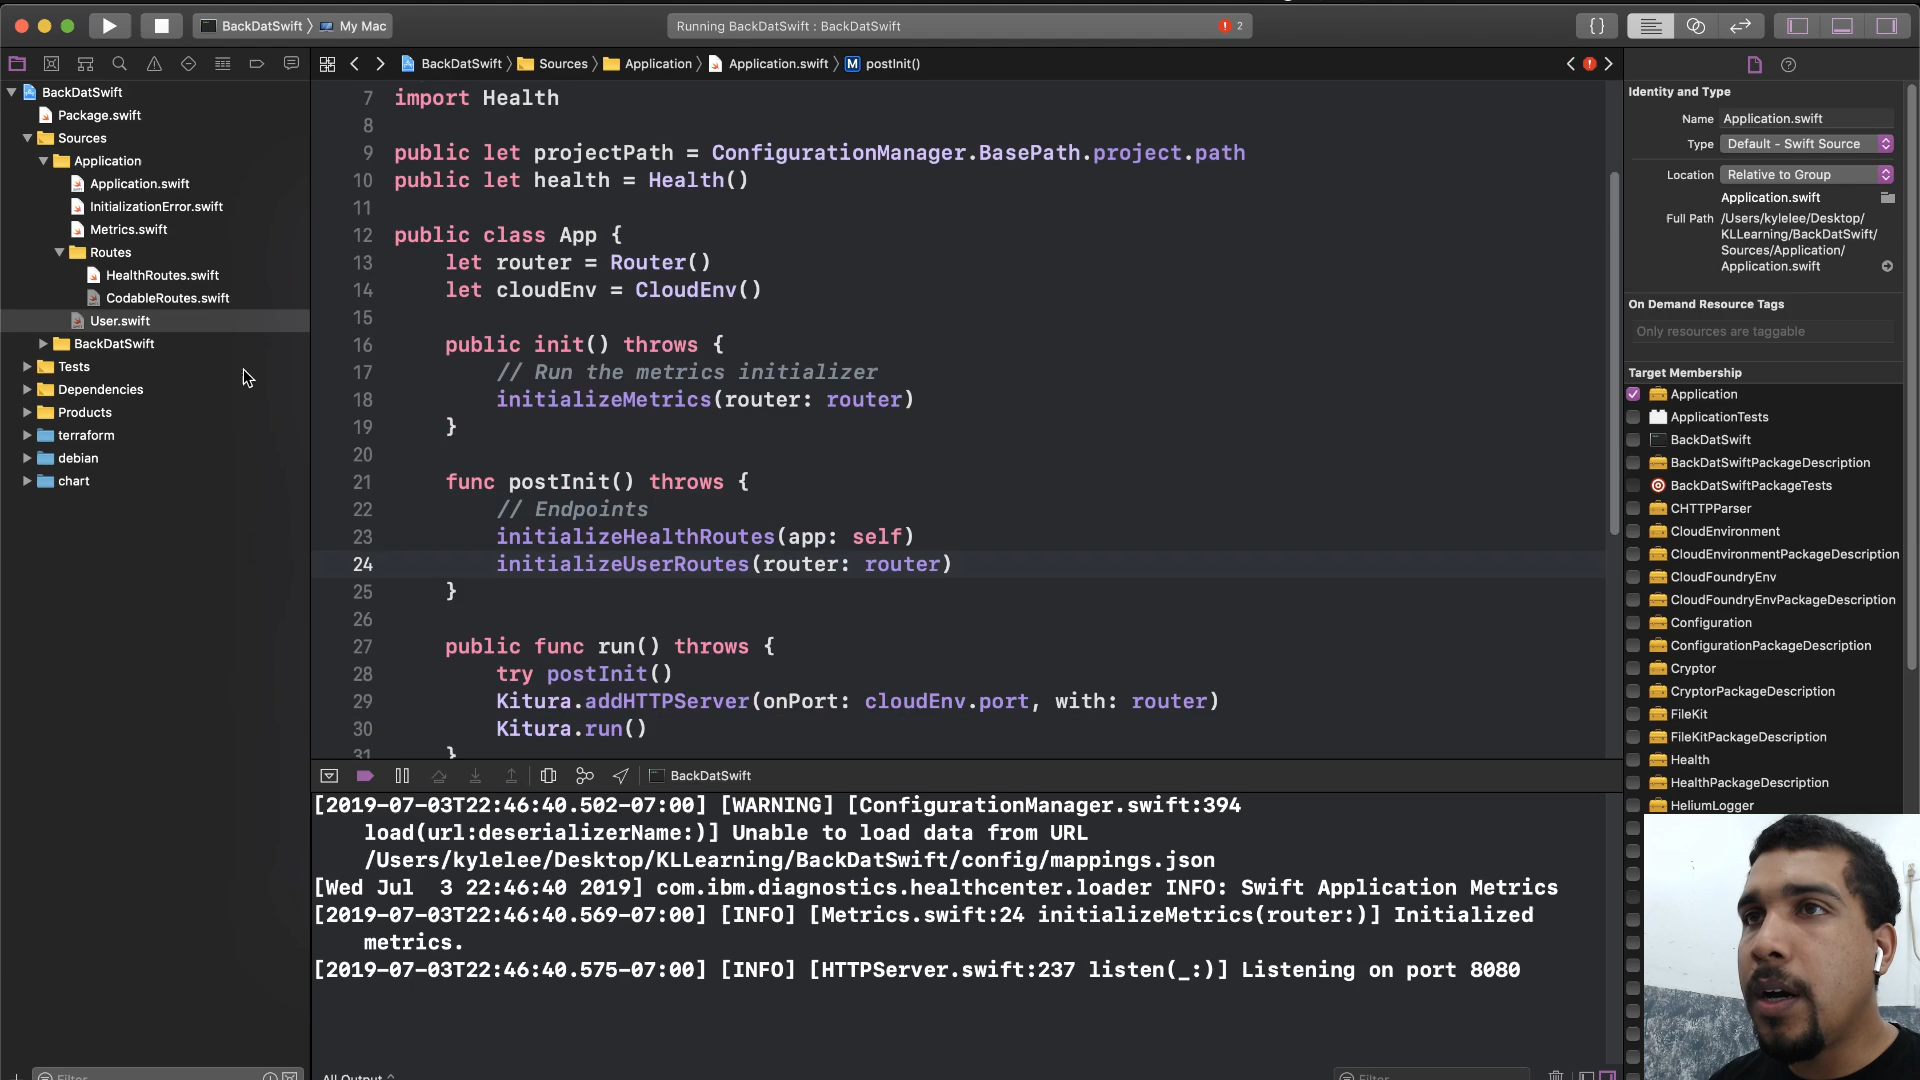 BackDatSwift My Mac
Running BackDatSwift : BackDatSwift
2
{}
BackDatSwift
Package.swift
Sources
Application
Application.swift
InitializationError.swift
Metrics.swift
Routes
HealthRoutes.swift
CodableRoutes.swift
User.swift
BackDatSwift
Tests
Dependencies
Products
terraform
debian
chart
Filter
BackDatSwift Sources Application Application.swift M postInit()
7 import Health
8
9 public let projectPath = ConfigurationManager.BasePath.project.path
10 public let health = Health()
11
12 public class App {
13 let router = Router()
14 let cloudEnv = CloudEnv()
15
16 public init() throws {
17 // Run the metrics initializer
18 initializeMetrics(router: router)
19 }
20
21 func postInit() throws {
22 // Endpoints
23 initializeHealthRoutes(app: self)
24 initializeUserRoutes(router: router)
25 }
26
27 public func run() throws {
28 try postInit()
29 Kitura.addHTTPServer(onPort: cloudEnv.port, with: router)
30 Kitura.run()
31 }
BackDatSwift
[2019-07-03T22:46:40.502-07:00] [WARNING] [ConfigurationManager.swift:394
load(url:deserializerName:)] Unable to load data from URL
/Users/kylelee/Desktop/KLLearning/BackDatSwift/config/mappings.json
[Wed Jul 3 22:46:40 2019] com.ibm.diagnostics.healthcenter.loader INFO: Swift Application Metrics
[2019-07-03T22:46:40.569-07:00] [INFO] [Metrics.swift:24 initializeMetrics(router:)] Initialized
metrics.
[2019-07-03T22:46:40.575-07:00] [INFO] [HTTPServer.swift:237 listen(_:)] Listening on port 8080
All Output
Filter
Identity and Type
Name Application.swift
Type Default - Swift Source
Location Relative to Group
Application.swift
Full Path /Users/kylelee/Desktop/
KLLearning/BackDatSwift/
Sources/Application/
Application.swift
On Demand Resource Tags
Only resources are taggable
Target Membership
Application
ApplicationTests
BackDatSwift
BackDatSwiftPackageDescription
BackDatSwiftPackageTests
CHTTPParser
CloudEnvironment
CloudEnvironmentPackageDescription
CloudFoundryEnv
CloudFoundryEnvPackageDescription
Configuration
ConfigurationPackageDescription
Cryptor
CryptorPackageDescription
FileKit
FileKitPackageDescription
Health
HealthPackageDescription
HeliumLogger